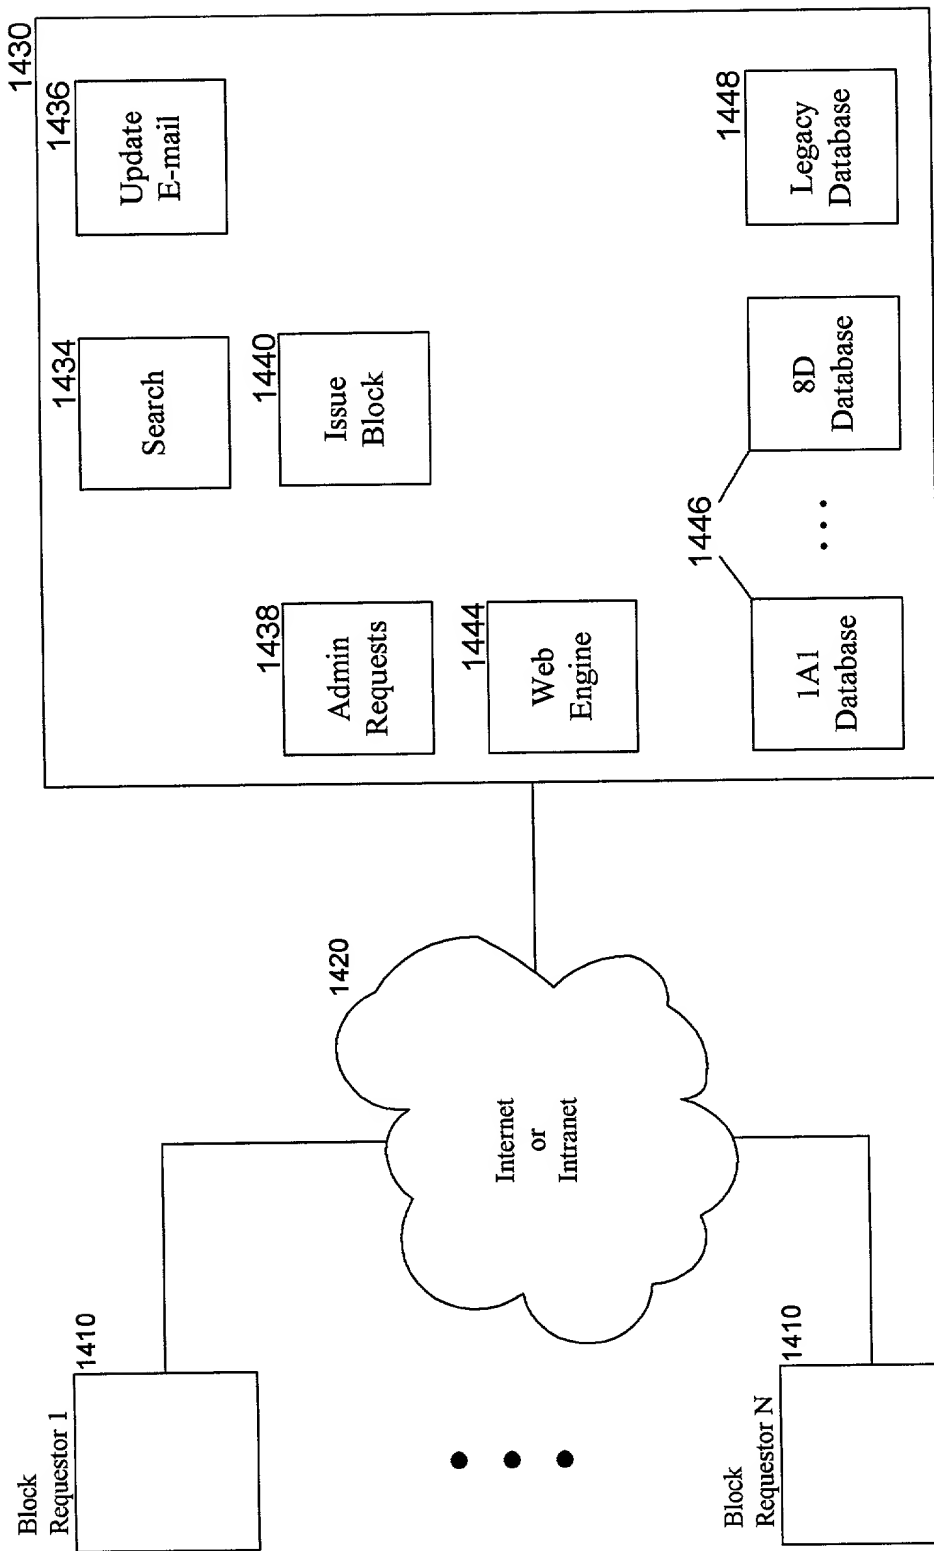 Block
Requestor 1
1410
Block
Requestor N
1410
1420
Internet
or
Intranet
1430
1434
Search
1436
Update
E-mail
1438
Admin
Requests
1440
Issue
Block
1444
Web
Engine
1446
1A1
Database
8D
Database
1448
Legacy
Database